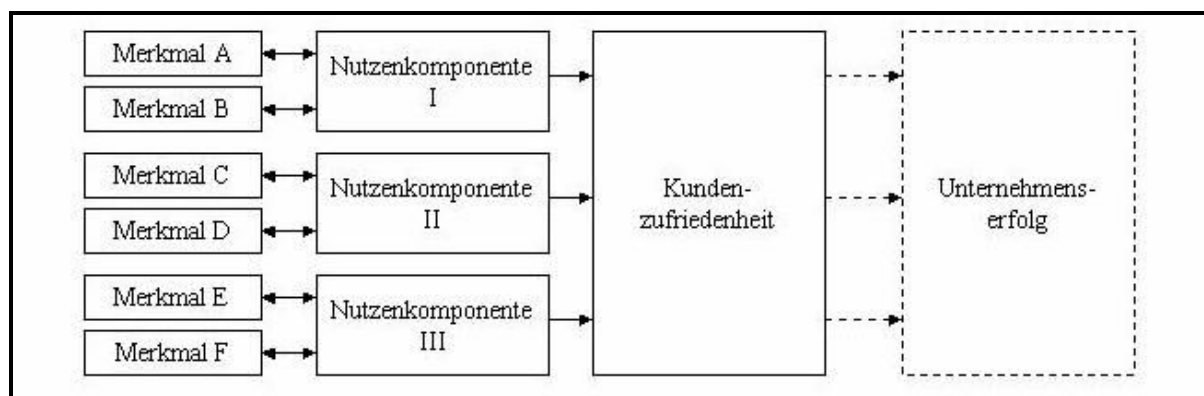 Merkmal A
Merkmal B
Nutzenkomponente
I
Merkmal C
Merkmal D
Nutzenkomponente
II
Merkmal E
Merkmal F
Nutzenkomponente
III
Kunden-
zufriedenheit
Unternehmens-
erfolg